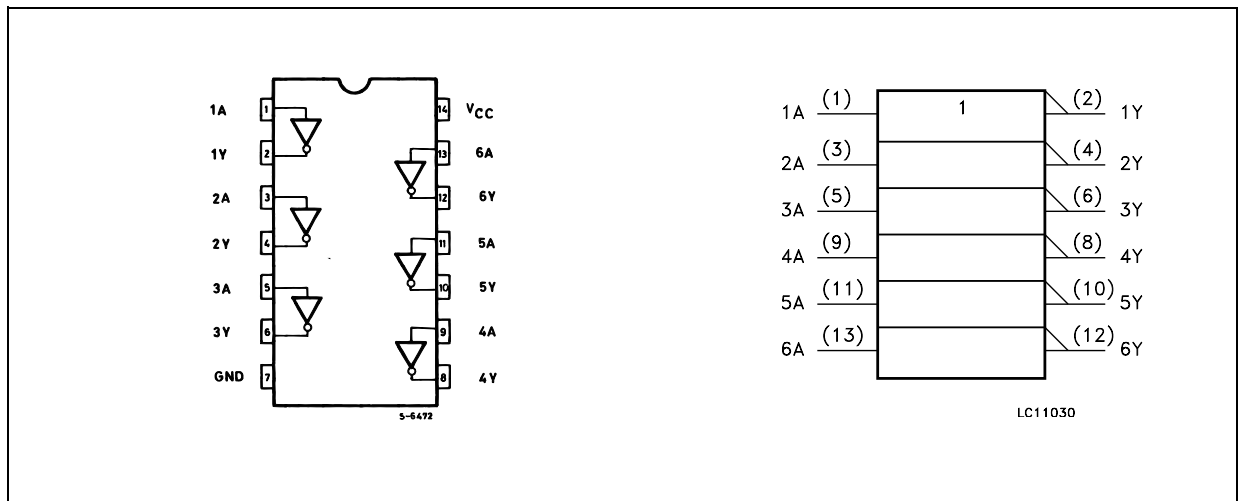 1A 1 14 VCC
1Y 2 13 6A
2A 3 12 6Y
2Y 4 11 5A
3A 5 10 5Y
3Y 6 9 4A
GND 7 8 4Y
S-6472
1A (1) 1 (2) 1Y
2A (3) (4) 2Y
3A (5) (6) 3Y
4A (9) (8) 4Y
5A (11) (10) 5Y
6A (13) (12) 6Y
LC11030